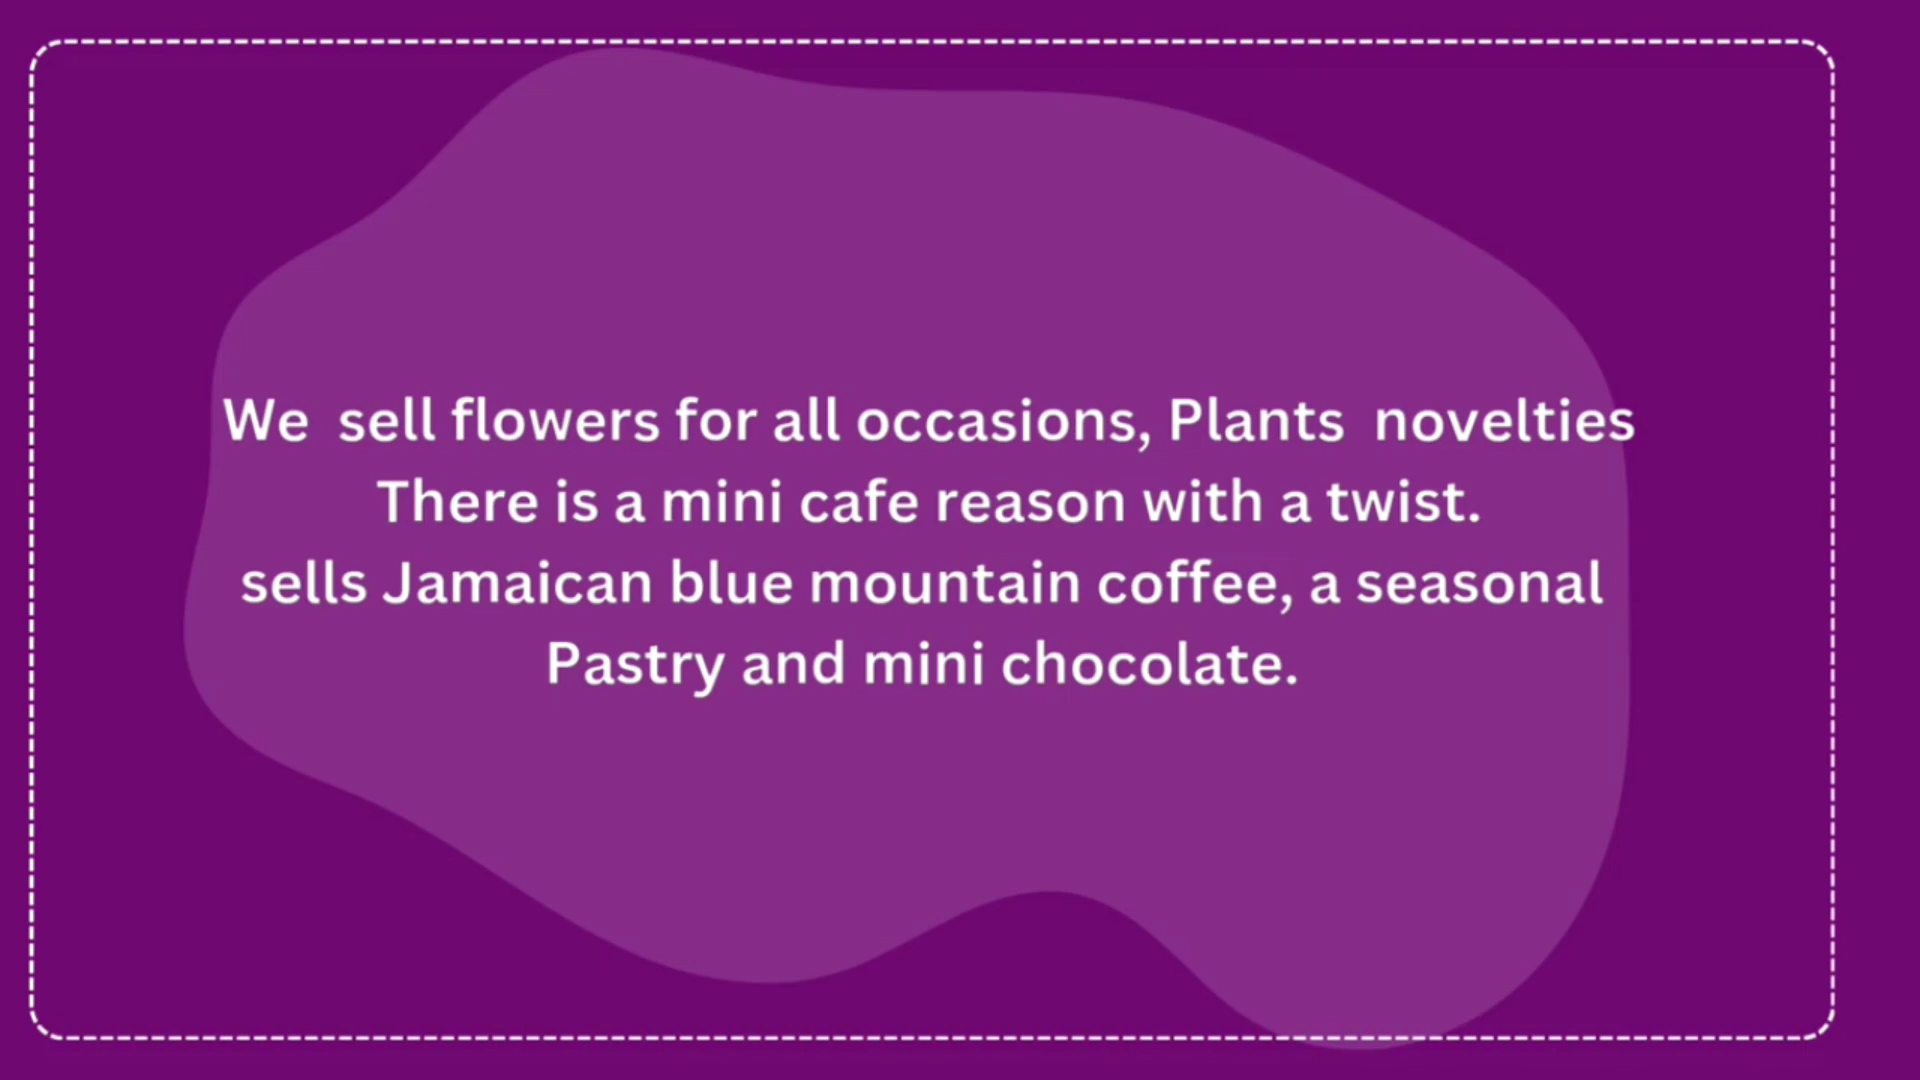 We  sell flowers for all occasions, Plants  novelties
There is a mini cafe reason with a twist.
sells Jamaican blue mountain coffee, a seasonal
Pastry and mini chocolate.